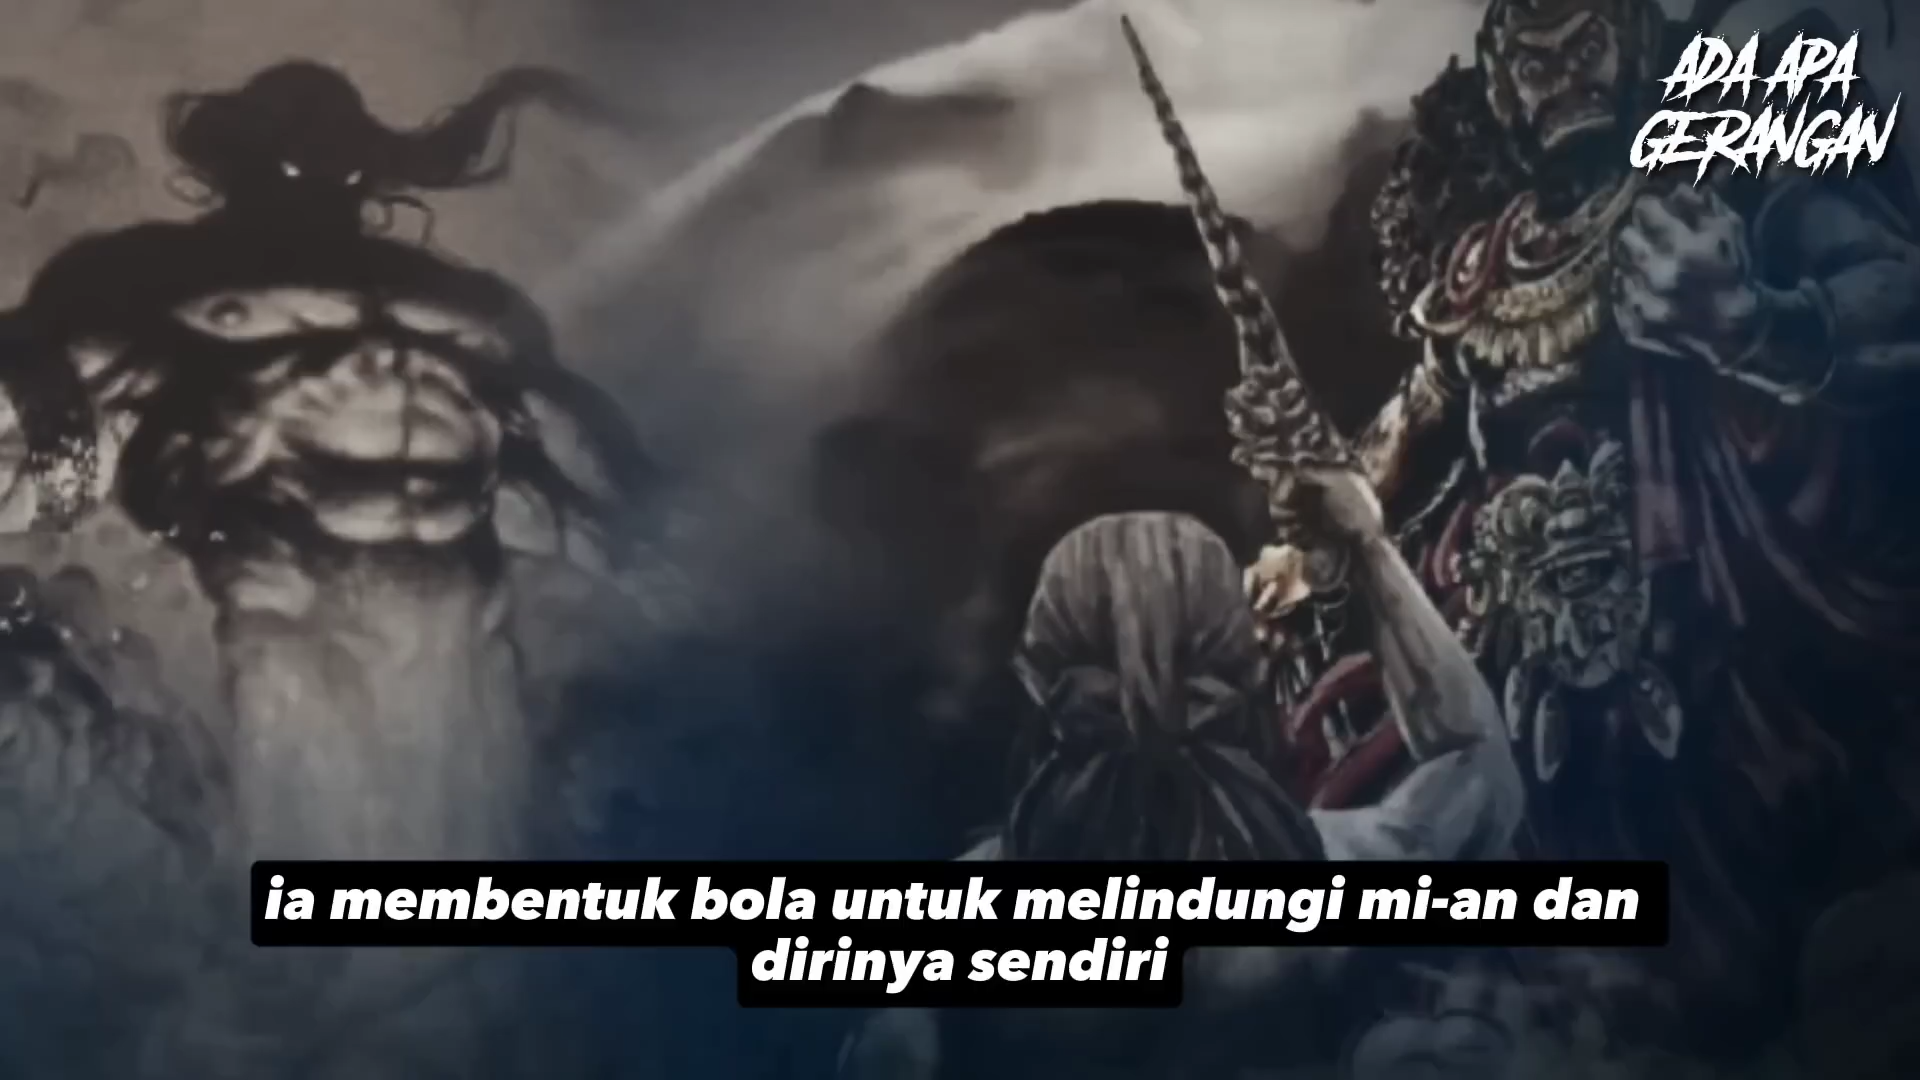 ADA APA
GERANGAN
ia membentuk bola untuk melindungi mi-an dan
dirinya sendiri